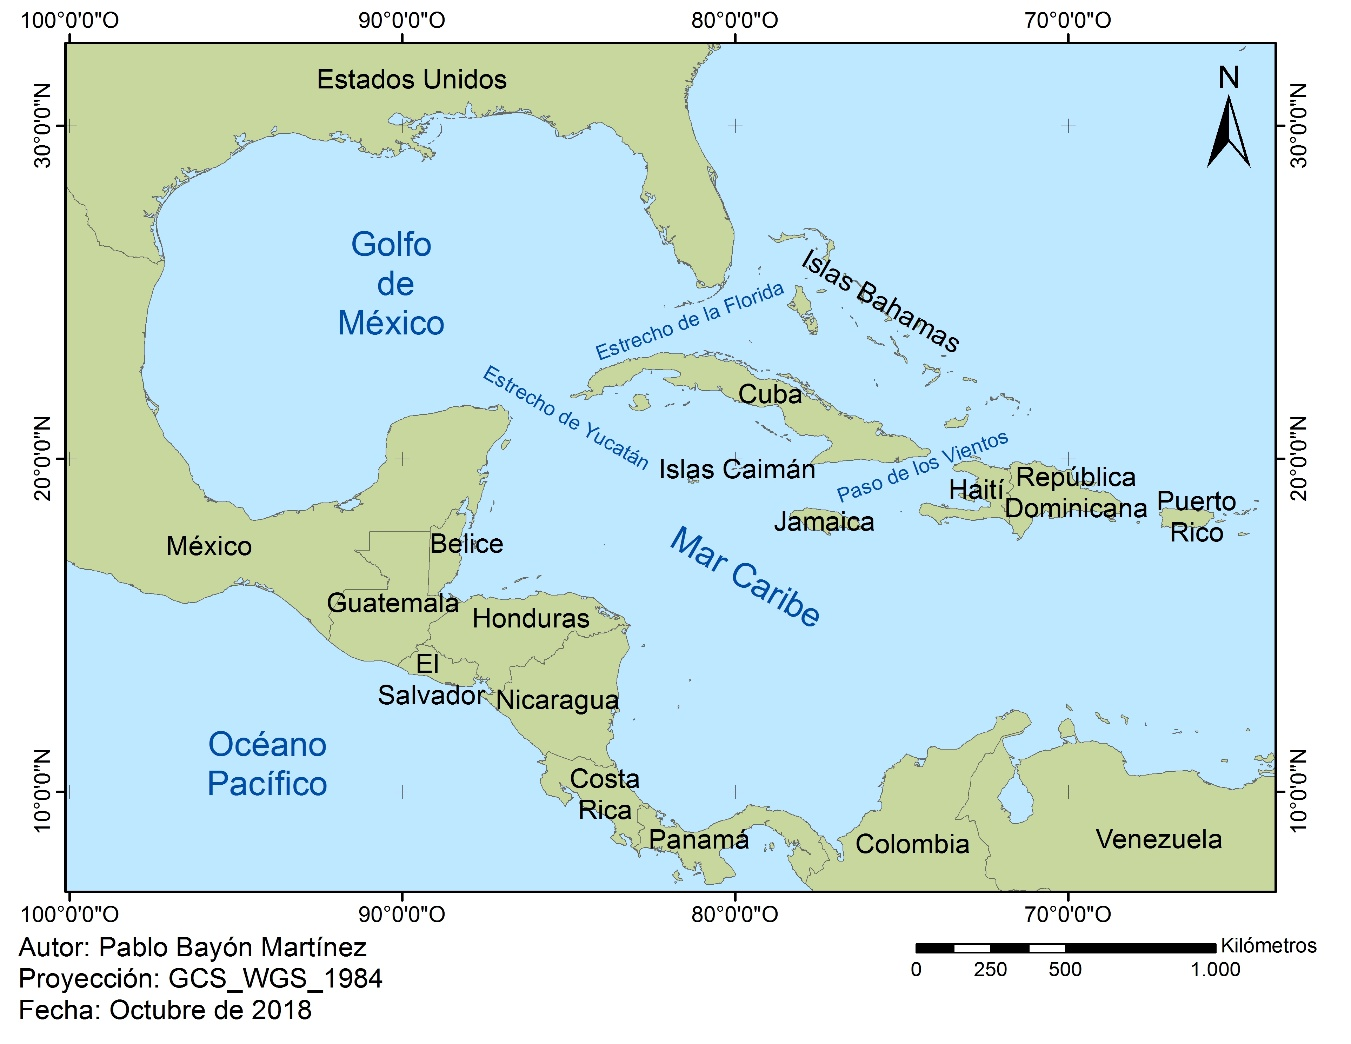 100°0'0"O 90°0'0"O 80°0'0"O 70°0'0"O
N
Estados Unidos
30°0'0"N
30°0'0"N
Golfo
de
México
Islas Bahamas
Estrecho de la Florida
Estrecho de Yucatán
Cuba
20°0'0"N
20°0'0"N
Paso de los Vientos
Islas Caimán
Haití
República
Dominicana
Puerto
Rico
Jamaica
México
Belice
Mar Caribe
Guatemala
Honduras
El
Salvador
Nicaragua
Océano
Pacífico
10°0'0"N
10°0'0"N
Costa
Rica
Panamá
Colombia
Venezuela
100°0'0"O 90°0'0"O 80°0'0"O 70°0'0"O
Autor: Pablo Bayón Martínez
Proyección: GCS_WGS_1984
Fecha: Octubre de 2018
Kilómetros
0 250 500 1.000